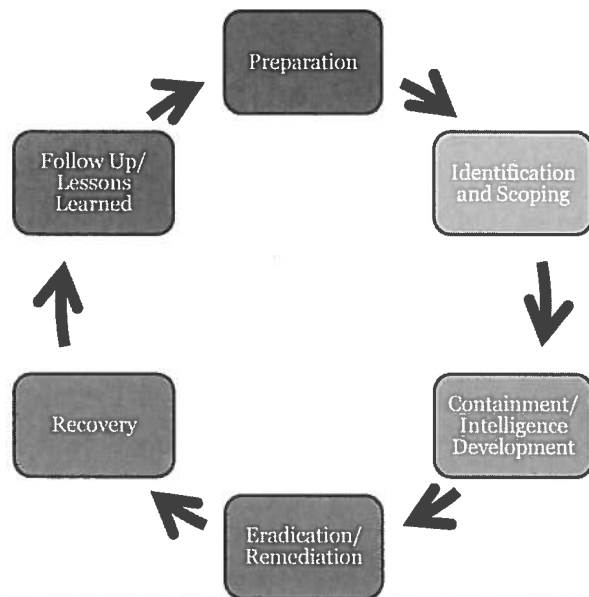 Preparation
Identification
and Scoping
Containment/
Intelligence
Development
Eradication/
Remediation
Recovery
Follow Up/
Lessons
Learned